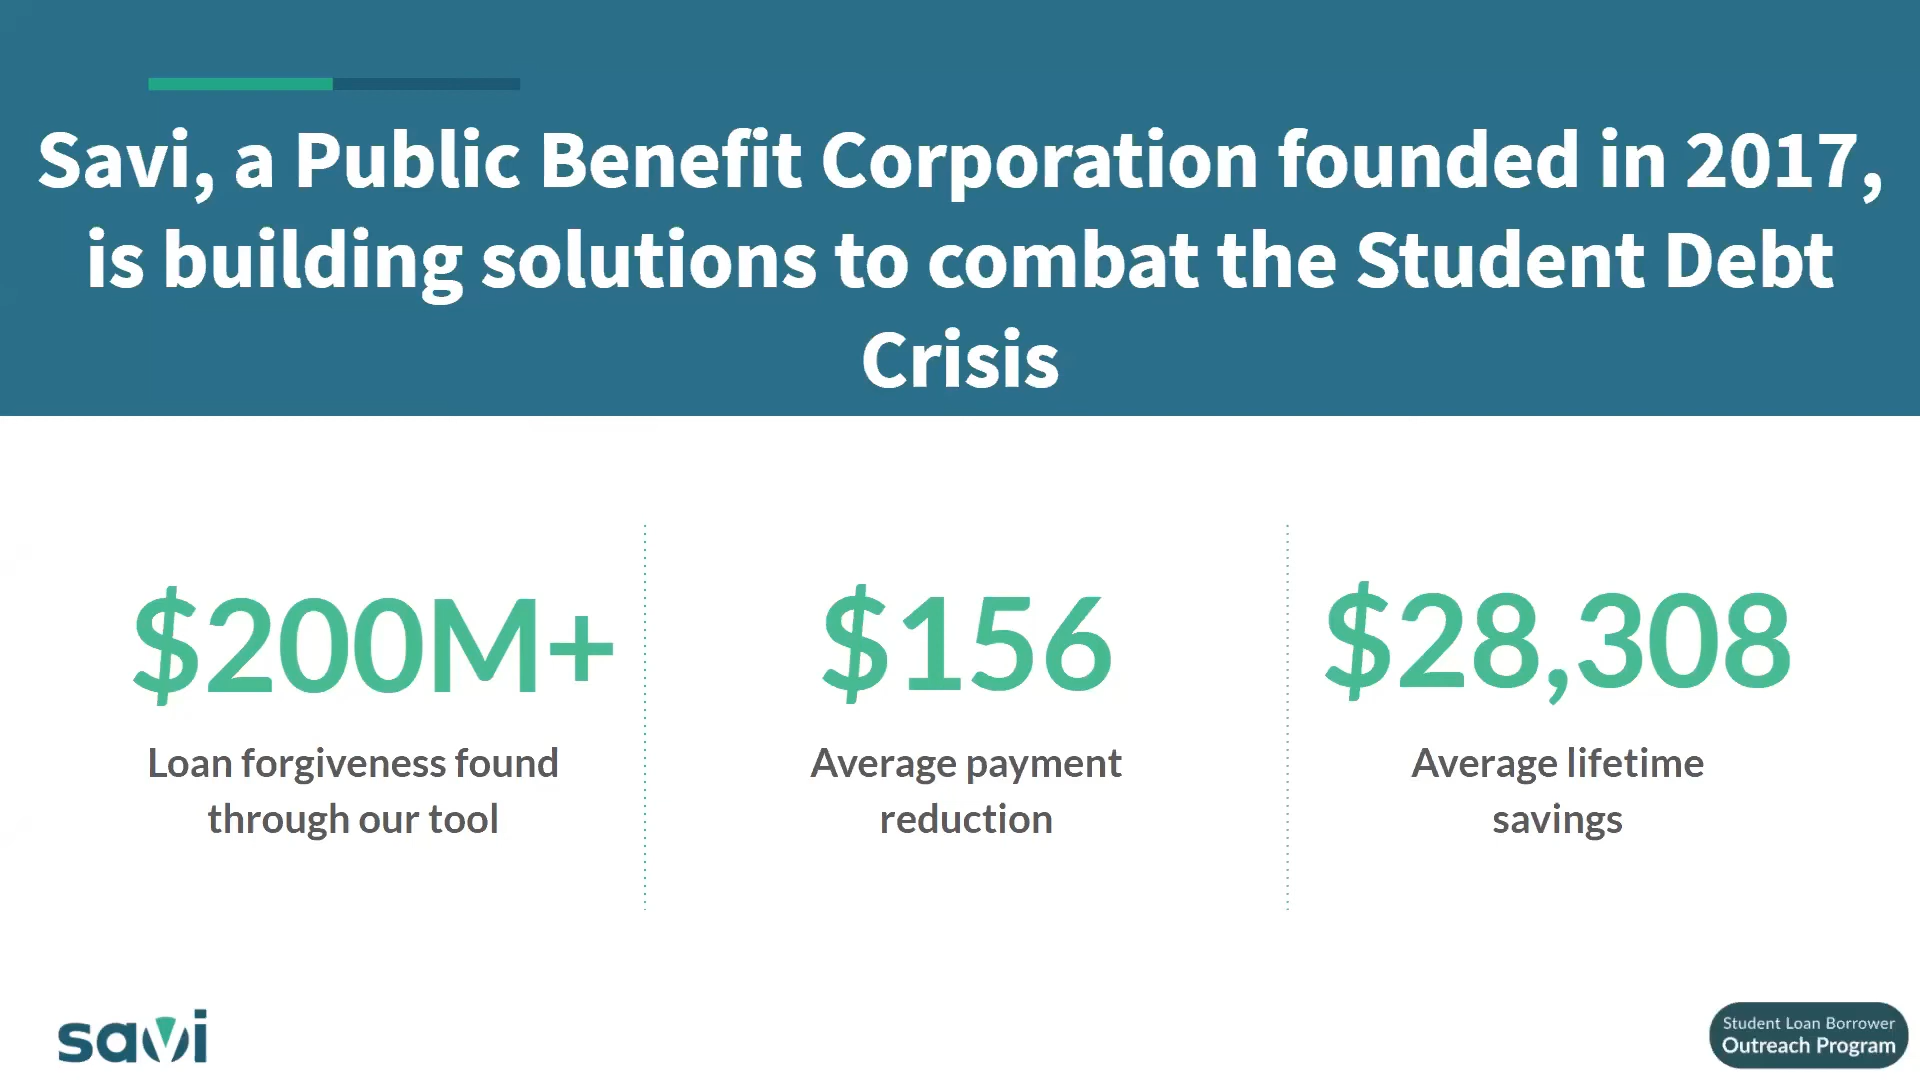 Savi, a Public Benefit Corporation founded in 2017,
is building solutions to combat the Student Debt
Crisis
$200M+
Loan forgiveness found
through our tool
$156
Average payment
reduction
$28,308
Average lifetime
savings
savi
Student Loan Borrower
Outreach Program